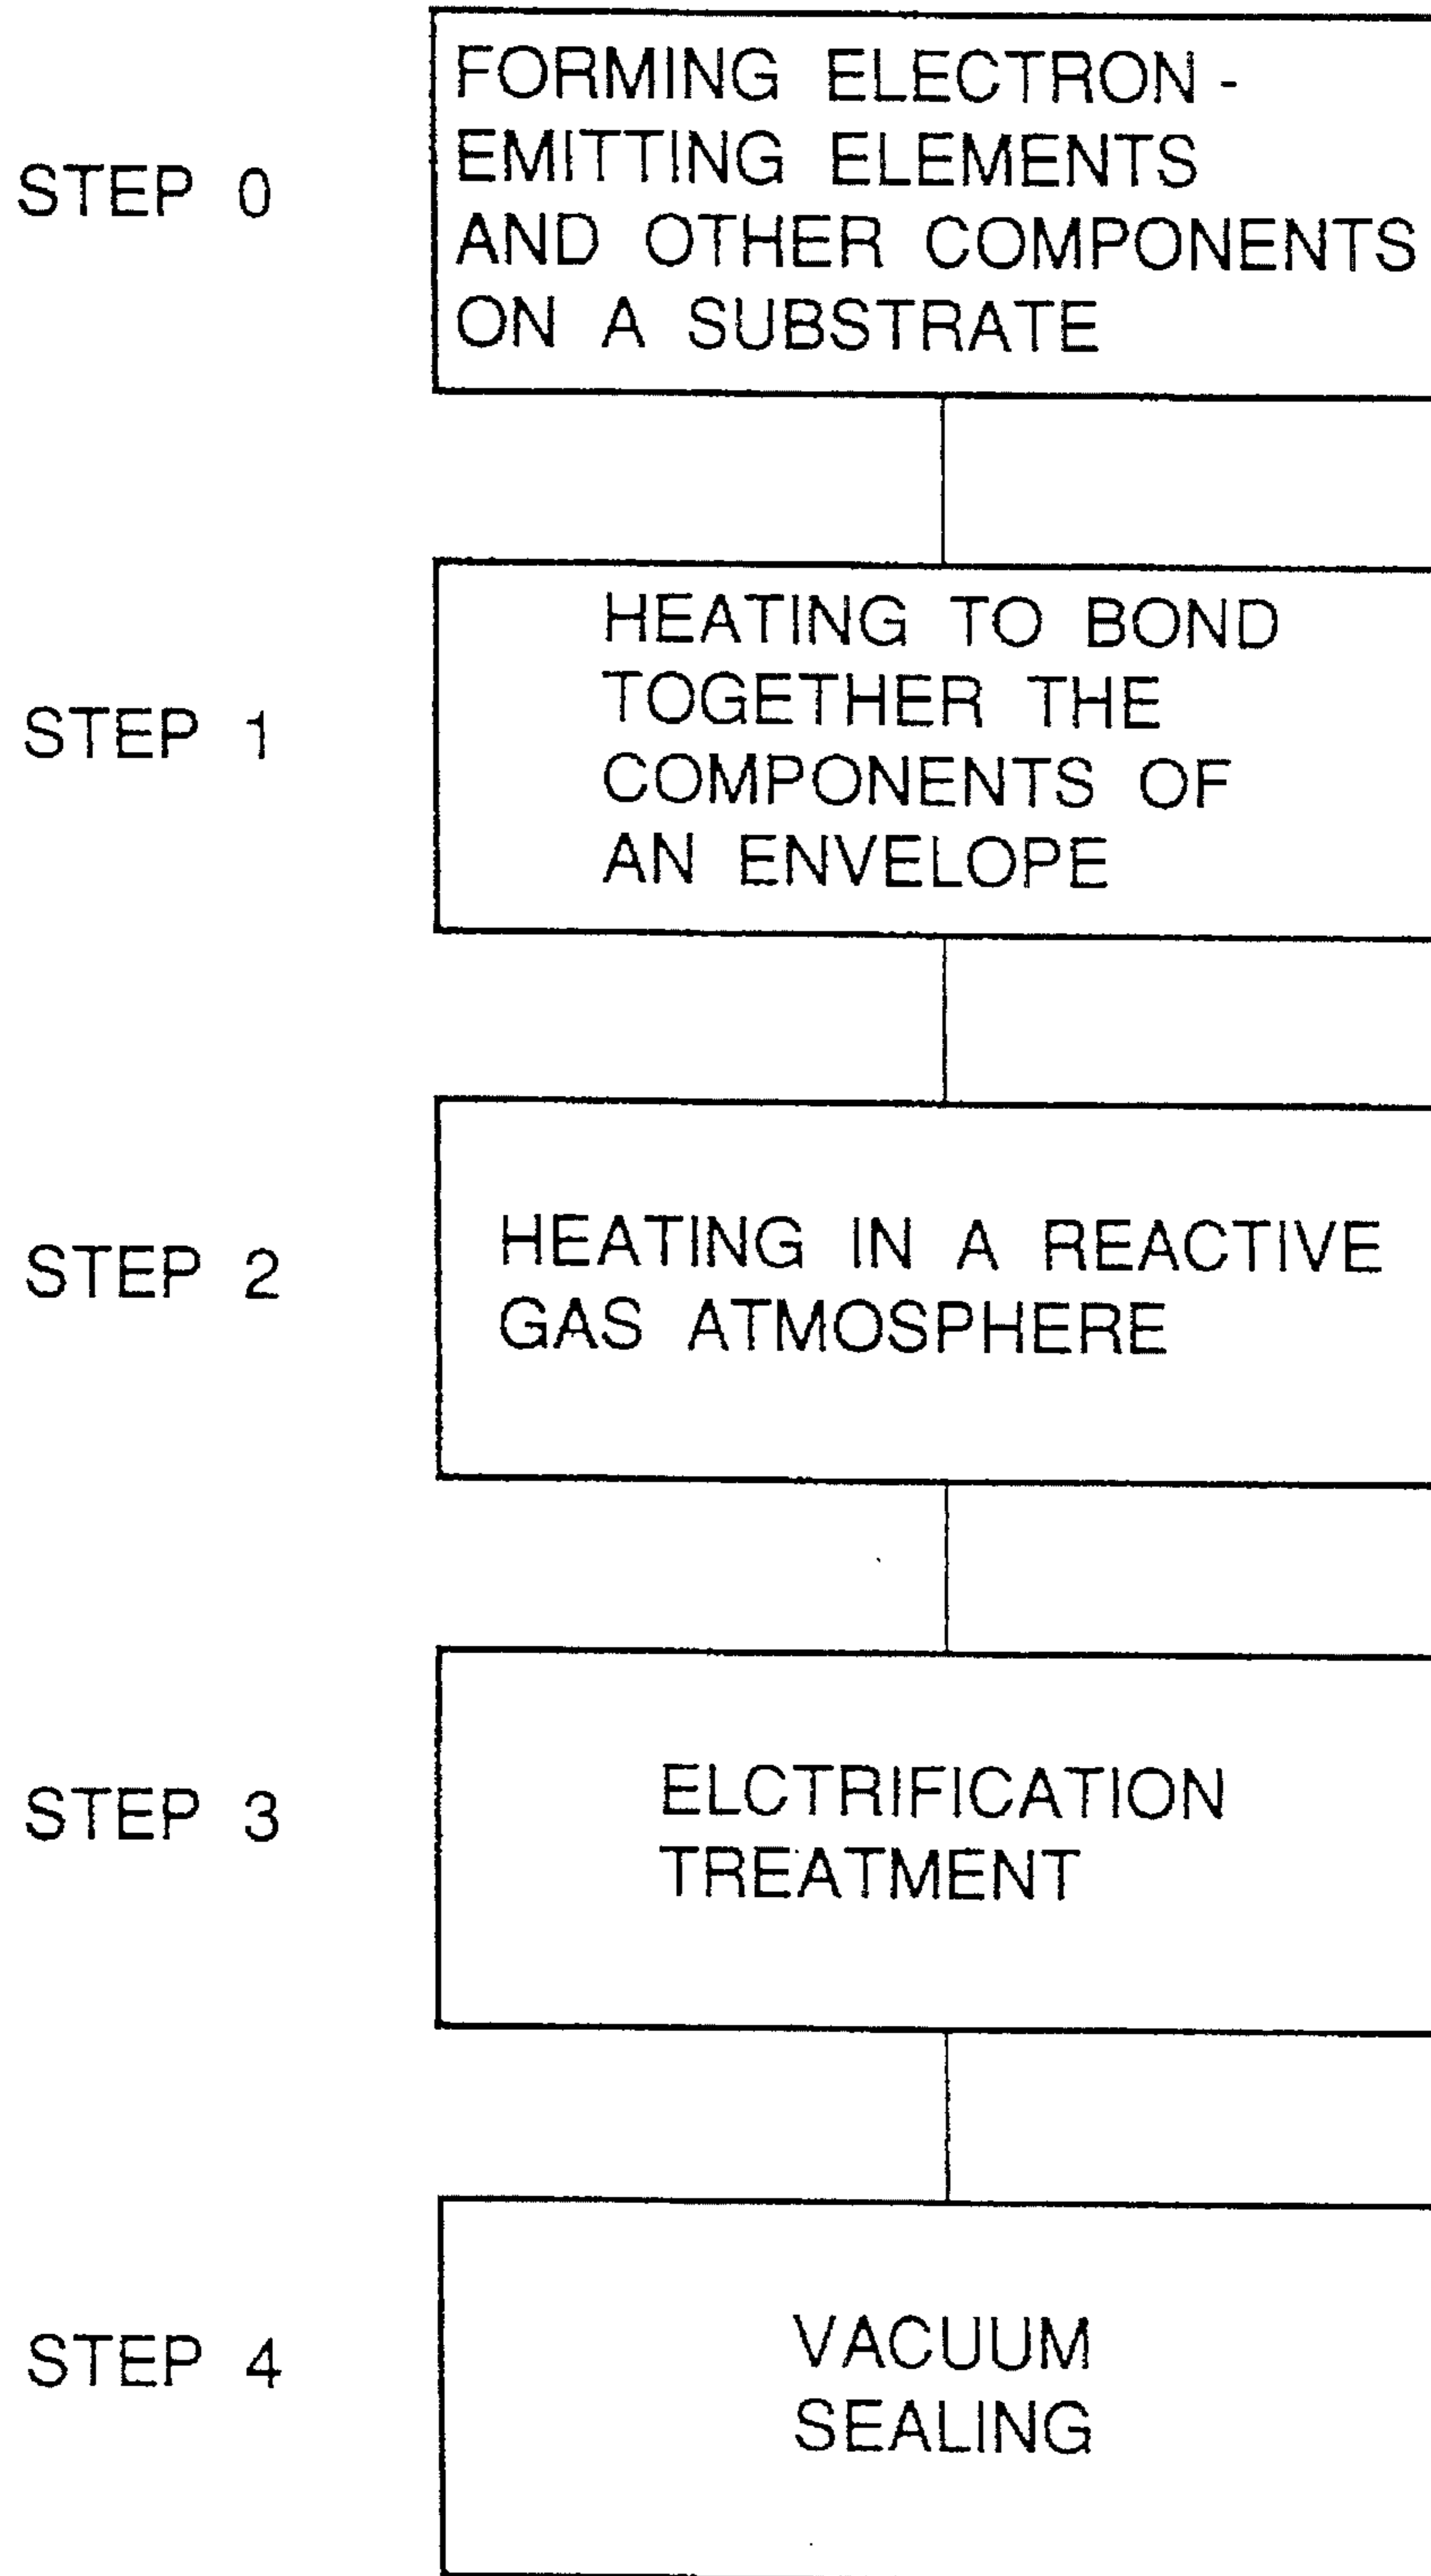 STEP 0
FORMING ELECTRON-
EMITTING ELEMENTS
AND OTHER COMPONENTS
ON A SUBSTRATE
STEP 1
HEATING TO BOND
TOGETHER THE
COMPONENTS OF
AN ENVELOPE
STEP 2
HEATING IN A REACTIVE
GAS ATMOSPHERE
STEP 3
ELCTRIFICATION
TREATMENT
STEP 4
VACUUM
SEALING